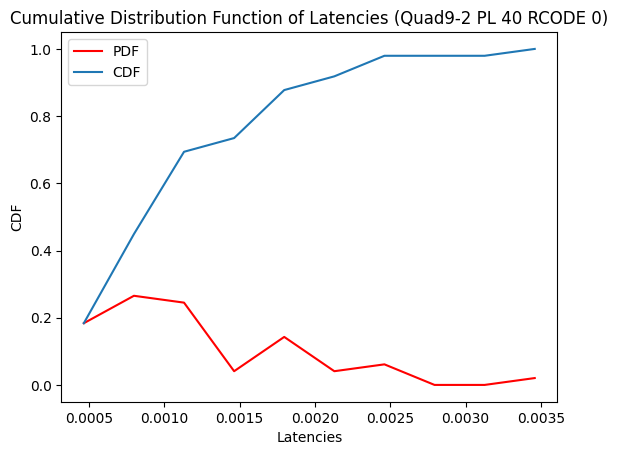 Cumulative Distribution Function of Latencies (Quad9-2 PL 40 RCODE 0)
PDF
CDF
1.0
0.8
0.6
0.4
0.2
0.0
CDF
0.0005 0.0010 0.0015 0.0020 0.0025 0.0030 0.0035
Latencies